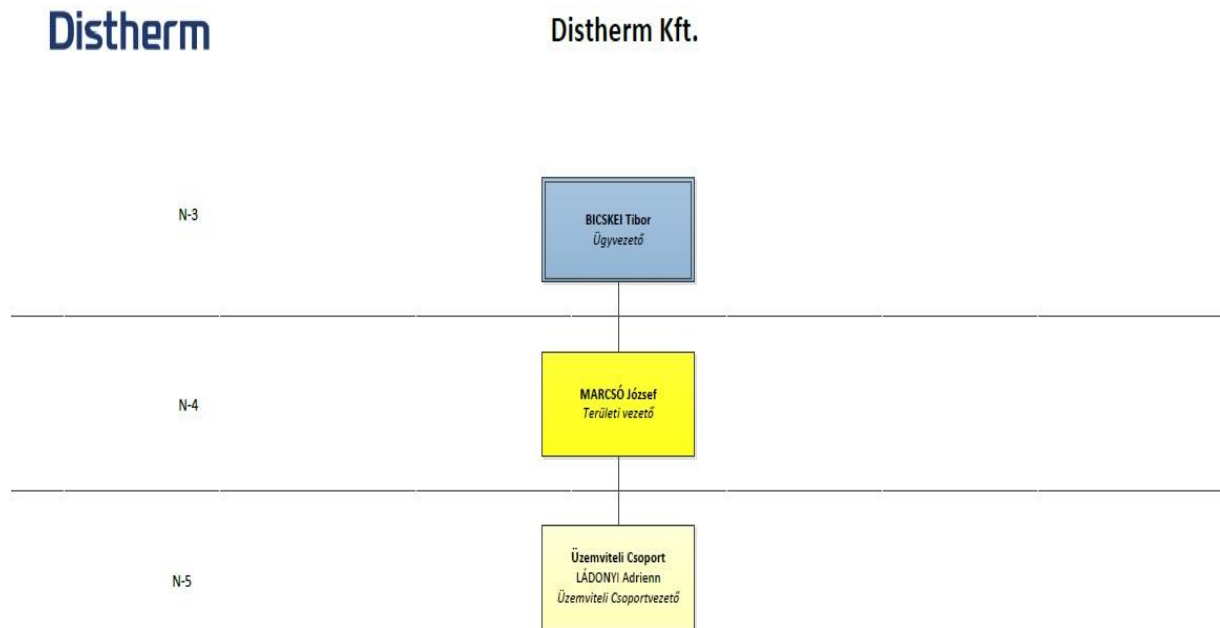 Distherm
Distherm Kft.
N-3
BICSKEI Tibor
Ügyvezető
N-4
MARCSÓ József
Területi vezető
N-5
Üzemviteli Csoport
LÁDONYI Adrienn
Üzemviteli Csoportvezető